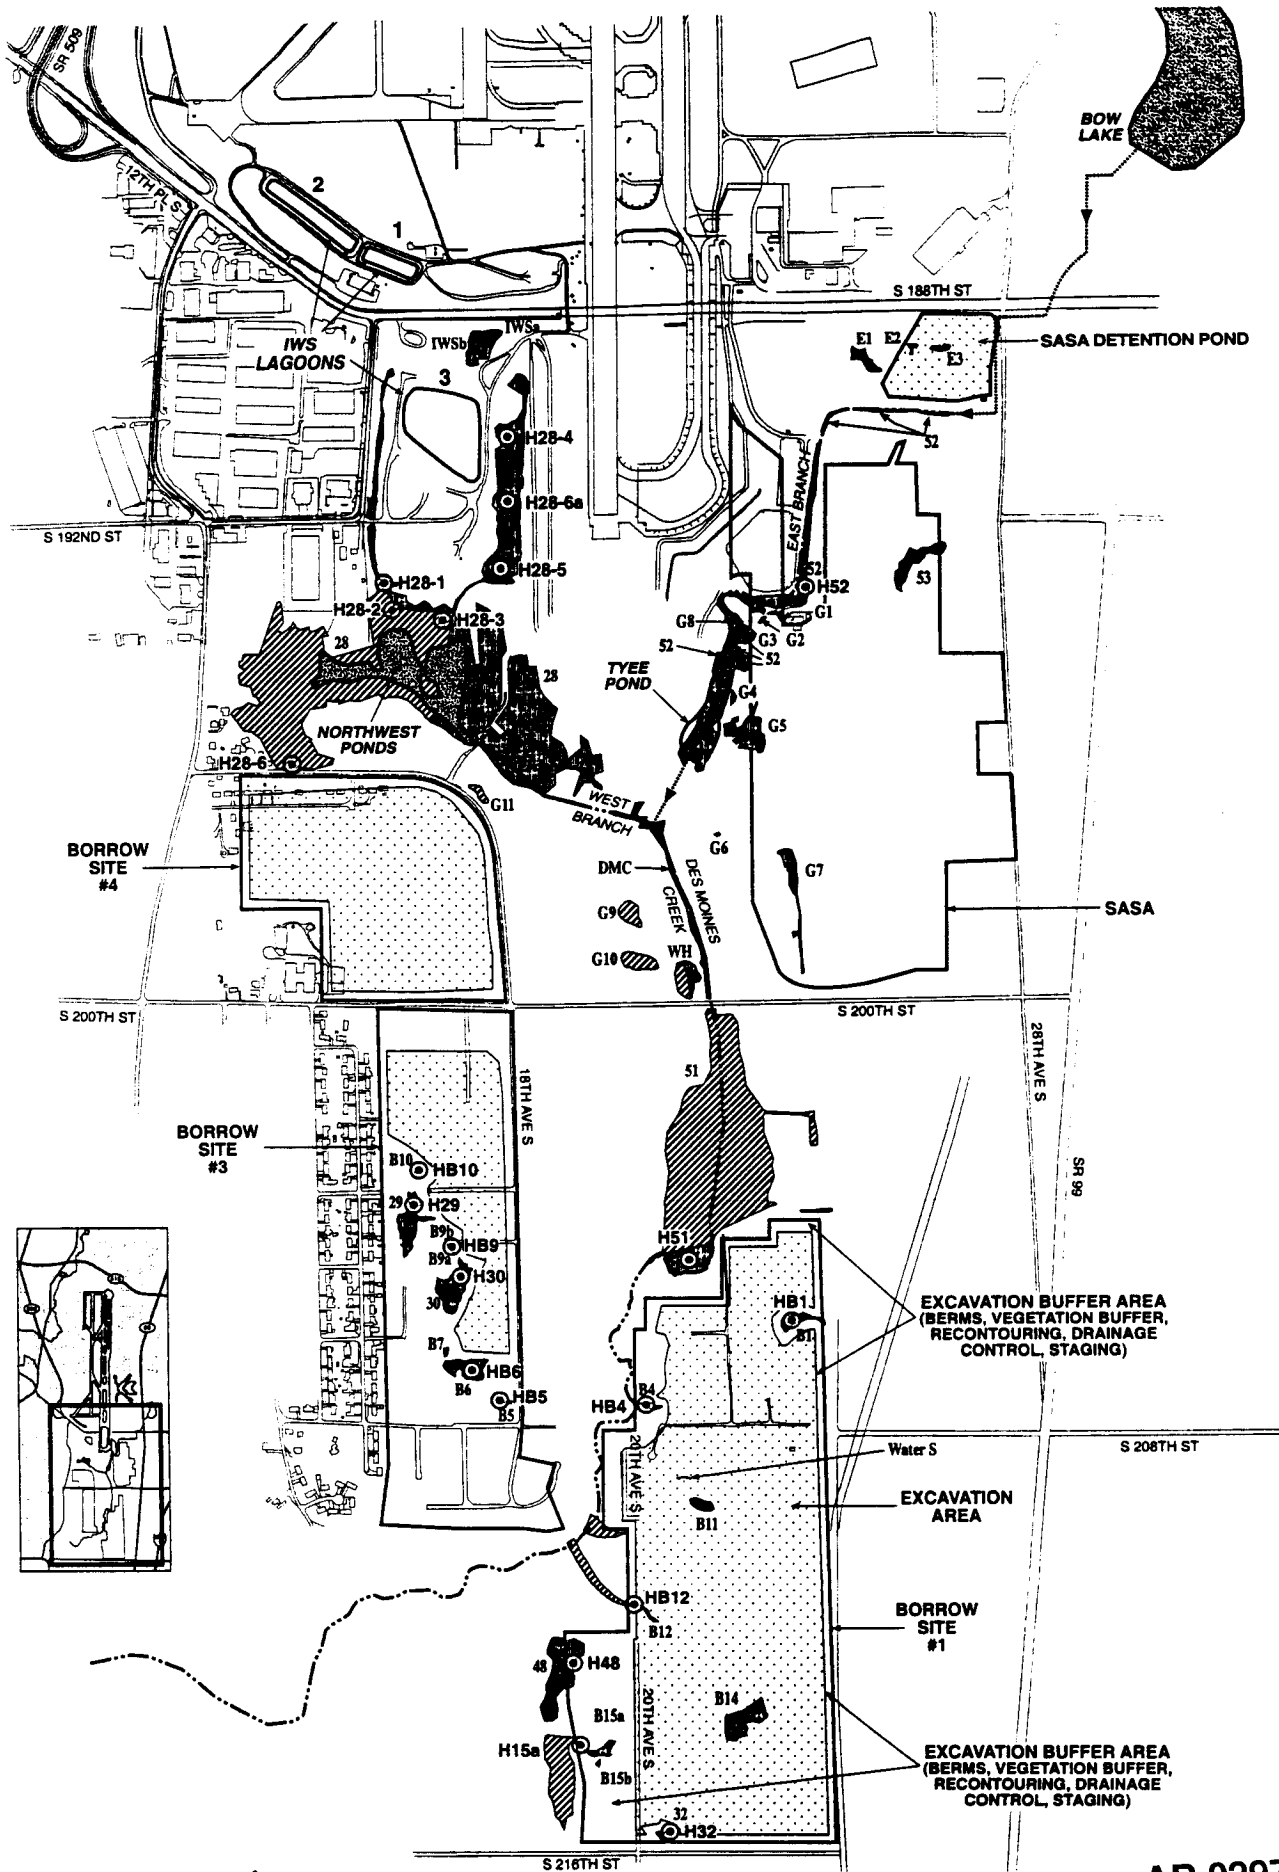 SR 509
BOW
LAKE
12TH PL S
2
1
S 188TH ST
IWSb
IWSa
IWS
LAGOONS
3
E1
E2
E3
SASA DETENTION POND
52
H28-4
H28-6a
EAST BRANCH
S 192ND ST
H28-5
53
H28-1
52
H52
H28-2
H28-3
G8
G1
G3
G2
28
52
52
TYEE
POND
28
G4
G5
NORTHWEST
PONDS
H28-6
G11
WEST
BRANCH
G6
BORROW
SITE
#4
DMC
DES MOINES
CREEK
G7
G9
SASA
G10
WH
S 200TH ST
S 200TH ST
28TH AVE S
51
18TH AVE S
BORROW
SITE
#3
B10
HB10
SR 99
29
H29
B9b
HB9
B9a
H51
H30
30
EXCAVATION BUFFER AREA
(BERMS, VEGETATION BUFFER,
RECONTOURING, DRAINAGE
CONTROL, STAGING)
HB1
B1
B7
HB6
B6
B4
HB4
HB5
B5
20TH AVE S
S 208TH ST
Water S
EXCAVATION
AREA
B11
HB12
B12
BORROW
SITE
#1
48
H48
20TH AVE S
B14
B15a
H15a
B15b
EXCAVATION BUFFER AREA
(BERMS, VEGETATION BUFFER,
RECONTOURING, DRAINAGE
CONTROL, STAGING)
32
H32
S 216TH ST